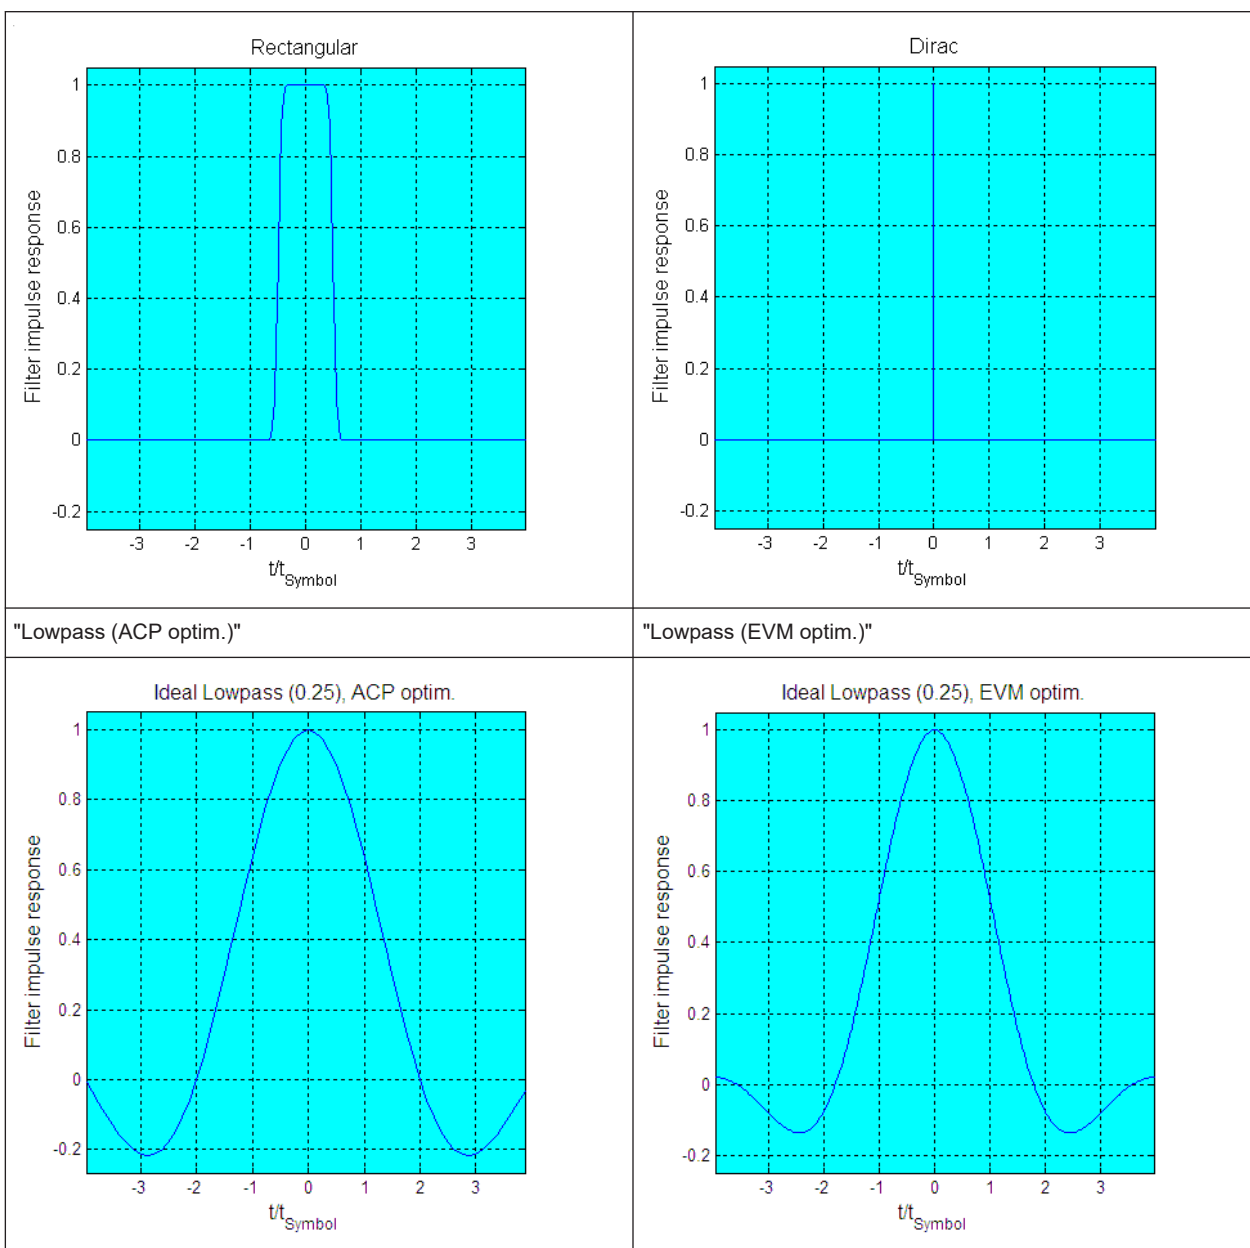 Rectangular
1
0.8
0.6
0.4
0.2
0
-0.2
Filter impulse response
-3 -2 -1 0 1 2 3
t/tSymbol
Dirac
1
0.8
0.6
0.4
0.2
0
-0.2
Filter impulse response
-3 -2 -1 0 1 2 3
t/tSymbol
"Lowpass (ACP optim.)"
"Lowpass (EVM optim.)"
Ideal Lowpass (0.25), ACP optim.
1
0.8
0.6
0.4
0.2
0
-0.2
Filter impulse response
-3 -2 -1 0 1 2 3
t/tSymbol
Ideal Lowpass (0.25), EVM optim.
1
0.8
0.6
0.4
0.2
0
-0.2
Filter impulse response
-3 -2 -1 0 1 2 3
t/tSymbol